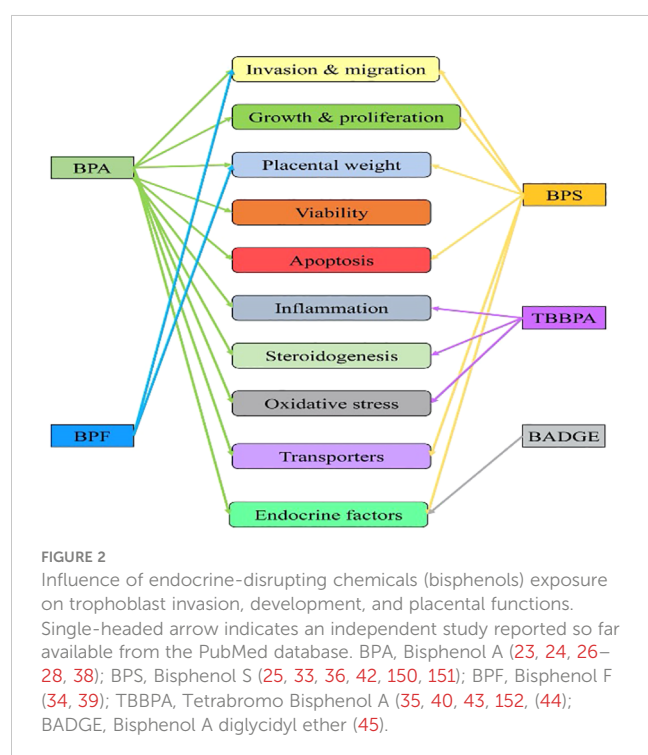 Invasion & migration
Growth & proliferation
BPA
Placental weight
BPS
Viability
Apoptosis
Inflammation
TBBPA
Steroidogenesis
Oxidative stress
BPF
BADGE
Transporters
Endocrine factors
FIGURE 2
Influence of endocrine-disrupting chemicals (bisphenols) exposure
on trophoblast invasion, development, and placental functions.
Single-headed arrow indicates an independent study reported so far
available from the PubMed database. BPA, Bisphenol A (23, 24, 26–
28, 38); BPS, Bisphenol S (25, 33, 36, 42, 150, 151); BPF, Bisphenol F
(34, 39); TBBPA, Tetrabromo Bisphenol A (35, 40, 43, 152, (44);
BADGE, Bisphenol A diglycidyl ether (45).